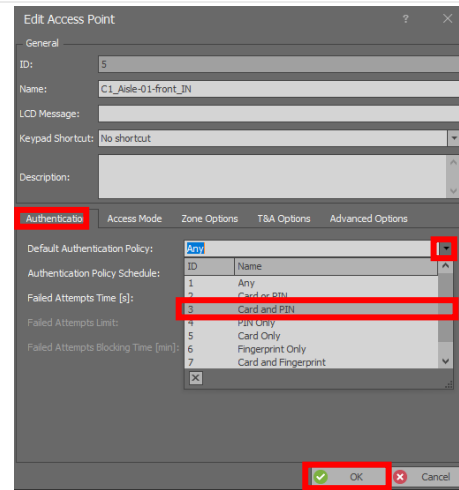 Edit Access Point ? ×
General
ID: 5
Name: C1_Aisle-01-front_IN
LCD Message:
Keypad Shortcut: No shortcut
Description:
Authenticatio Access Mode Zone Options T&A Options Advanced Options
Default Authentication Policy: Any
Authentication Policy Schedule:
ID Name
1 Any
Failed Attempts Time [s]:
2 Card or PIN
3 Card and PIN
Failed Attempts Limit:
4 PIN Only
5 Card Only
Failed Attempts Blocking Time [min]:
6 Fingerprint Only
7 Card and Fingerprint
OK Cancel